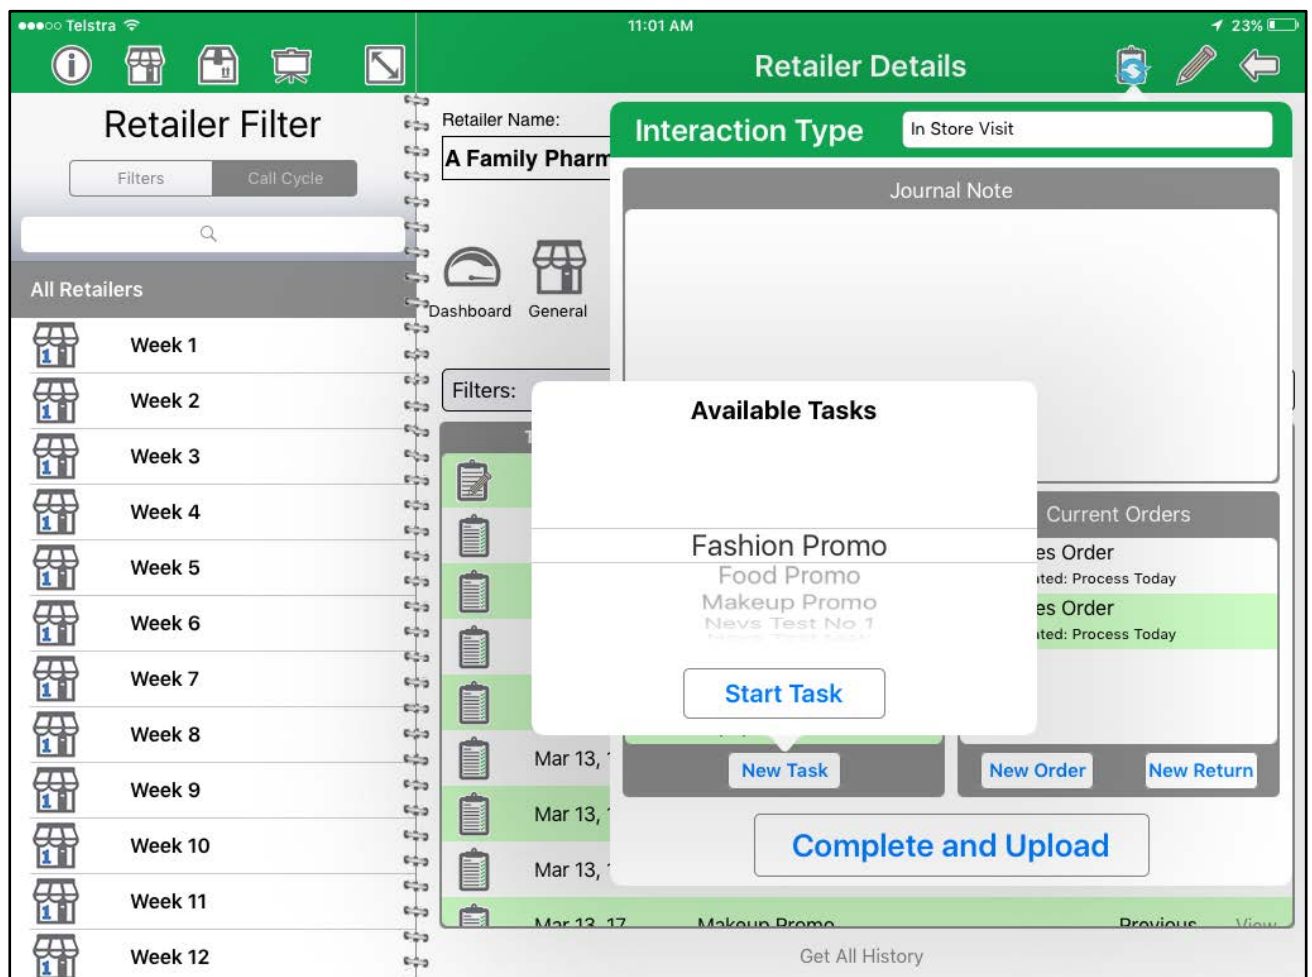 Telstra 11:01 AM 23%
Retailer Details
Retailer Filter
Filters Call Cycle
All Retailers
Week 1
Week 2
Week 3
Week 4
Week 5
Week 6
Week 7
Week 8
Week 9
Week 10
Week 11
Week 12
Retailer Name:
A Family Pharm
Dashboard General
Filters:
Interaction Type In Store Visit
Journal Note
Available Tasks
Fashion Promo
Food Promo
Makeup Promo
Nevs Test No 1
Start Task
Current Orders
es Order
ted: Process Today
es Order
ted: Process Today
New Task New Order New Return
Complete and Upload
Mar 13,
Mar 13,
Mar 13,
Mar 13, 17 Makeup Promo Previous View
Get All History